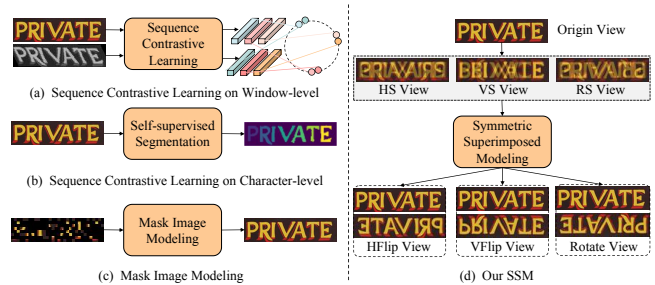 PRIVATE
PRIVATE
Sequence
Contrastive
Learning
(a) Sequence Contrastive Learning on Window-level
PRIVATE
Self-supervised
Segmentation
PRIVATE
(b) Sequence Contrastive Learning on Character-level
Mask Image
Modeling
PRIVATE
(c) Mask Image Modeling
PRIVATE
Origin View
HS View
VS View
RS View
Symmetric
Superimposed
Modeling
PRIVATE
PRIVATE
PRIVATE
HFlip View
VFlip View
Rotate View
(d) Our SSM